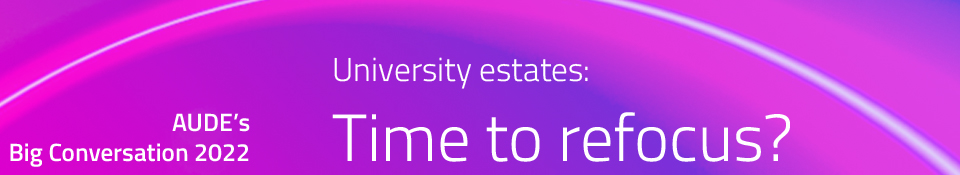 AUDE’s
Big Conversation 2022
University estates:
Time to refocus?